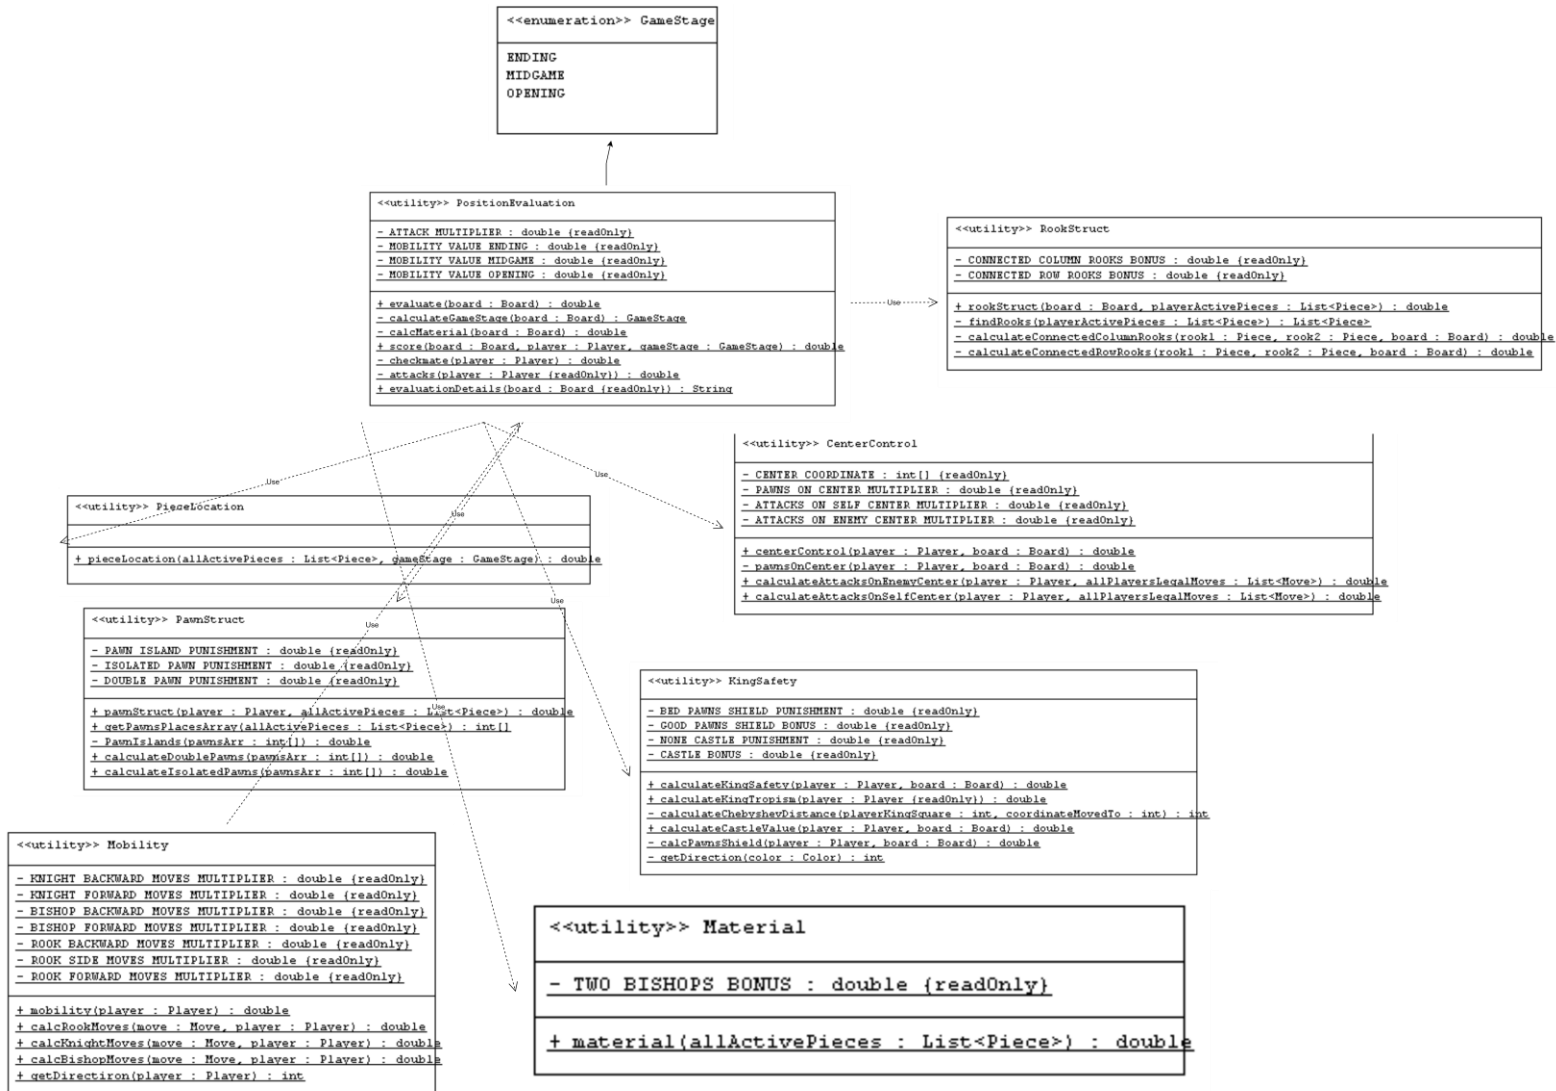 <<enumeration>> GameStage
ENDING
MIDGAME
OPENING
<<utility>> PositionEvaluation
- ATTACK MULTIPLIER : double {readOnly}
- MOBILITY VALUE ENDING : double {readOnly}
- MOBILITY VALUE MIDGAME : double {readOnly}
- MOBILITY VALUE OPENING : double {readOnly}
+ evaluate(board : Board) : double
- calculateGameStage(board : Board) : GameStage
- calcMaterial(board : Board) : double
+ score(board : Board, player : Player, gameStage : GameStage) : double
- checkmate(player : Player) : double
- attacks(player : Player {readOnly}) : double
+ evaluationDetails(board : Board {readOnly}) : String
Use
<<utility>> RookStruct
- CONNECTED COLUMN ROOKS BONUS : double {readOnly}
- CONNECTED ROW ROOKS BONUS : double {readOnly}
+ rookStruct(board : Board, playerActivePieces : List<Piece>) : double
- findRooks(playerActivePieces : List<Piece>) : List<Piece>
- calculateConnectedColumnRooks(rook1 : Piece, rook2 : Piece, board : Board) : double
- calculateConnectedRowRooks(rook1 : Piece, rook2 : Piece, board : Board) : double
Use
Use
Use
<<utility>> PieceLocation
+ pieceLocation(allActivePieces : List<Piece>, gameStage : GameStage) : double
<<utility>> CenterControl
- CENTER COORDINATE : int[] {readOnly}
- PAWNS ON CENTER MULTIPLIER : double {readOnly}
- ATTACKS ON SELF CENTER MULTIPLIER : double {readOnly}
- ATTACKS ON ENEMY CENTER MULTIPLIER : double {readOnly}
+ centerControl(player : Player, board : Board) : double
- pawnsOnCenter(player : Player, board : Board) : double
+ calculateAttacksOnEnemyCenter(player : Player, allPlayersLegalMoves : List<Move>) : double
+ calculateAttacksOnSelfCenter(player : Player, allPlayersLegalMoves : List<Move>) : double
Use
Use
Use
<<utility>> PawnStruct
- PAWN ISLAND PUNISHMENT : double {readOnly}
- ISOLATED PAWN PUNISHMENT : double {readOnly}
- DOUBLE PAWN PUNISHMENT : double {readOnly}
+ pawnStruct(player : Player, allActivePieces : List<Piece>) : double
+ getPawnsPlacesArray(allActivePieces : List<Piece>) : int[]
- PawnIslands(pawnsArr : int[]) : double
+ calculateDoublePawns(pawnsArr : int[]) : double
+ calculateIsolatedPawns(pawnsArr : int[]) : double
<<utility>> KingSafety
- BED PAWNS SHIELD PUNISHMENT : double {readOnly}
- GOOD PAWNS SHIELD BONUS : double {readOnly}
- NONE CASTLE PUNISHMENT : double {readOnly}
- CASTLE BONUS : double {readOnly}
+ calculateKingSafety(player : Player, board : Board) : double
+ calculateKingTropism(player : Player {readOnly}) : double
- calculateChebyshevDistance(playerKingSquare : int, coordinateMovedTo : int) : int
+ calculateCastleValue(player : Player, board : Board) : double
- calcPawnsShield(player : Player, board : Board) : double
- getDirection(color : Color) : int
<<utility>> Mobility
- KNIGHT BACKWARD MOVES MULTIPLIER : double {readOnly}
- KNIGHT FORWARD MOVES MULTIPLIER : double {readOnly}
- BISHOP BACKWARD MOVES MULTIPLIER : double {readOnly}
- BISHOP FORWARD MOVES MULTIPLIER : double {readOnly}
- ROOK BACKWARD MOVES MULTIPLIER : double {readOnly}
- ROOK SIDE MOVES MULTIPLIER : double {readOnly}
- ROOK FORWARD MOVES MULTIPLIER : double {readOnly}
+ mobility(player : Player) : double
+ calcRookMoves(move : Move, player : Player) : double
+ calcKnightMoves(move : Move, player : Player) : double
+ calcBishopMoves(move : Move, player : Player) : double
+ getDirectiron(player : Player) : int
<<utility>> Material
- TWO BISHOPS BONUS : double {readOnly}
+ material(allActivePieces : List<Piece>) : double